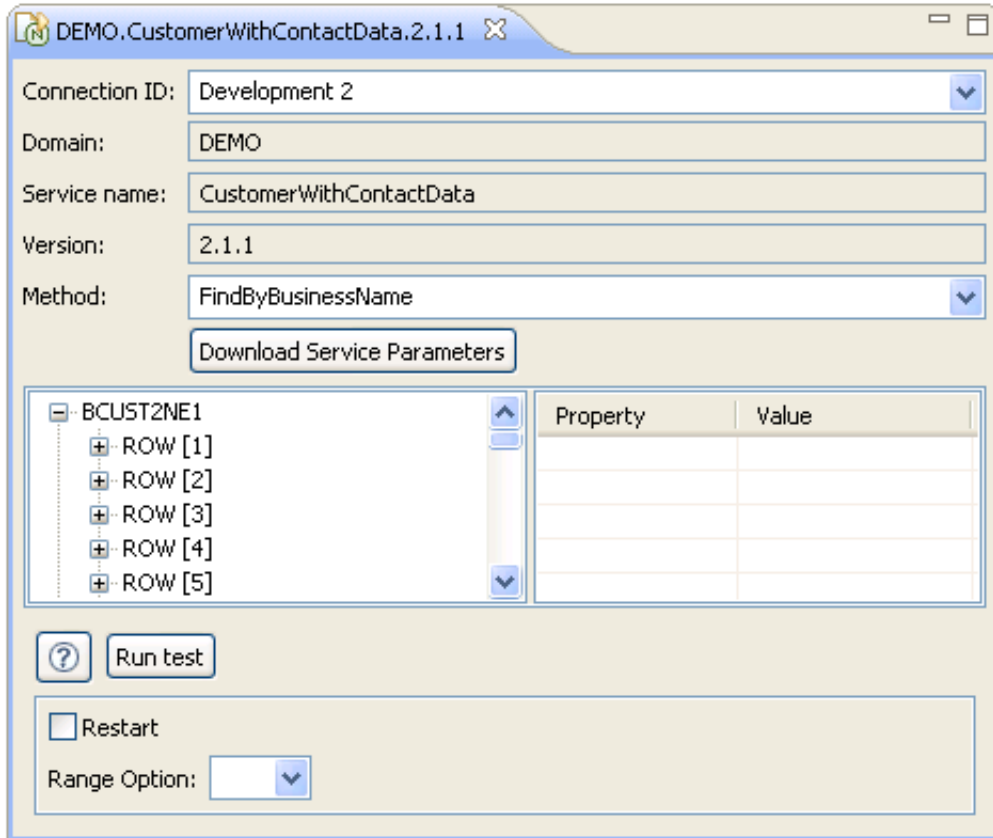 DEMO.CustomerWithContactData.2.1.1
Connection ID: Development 2
Domain: DEMO
Service name: CustomerWithContactData
Version: 2.1.1
Method: FindByBusinessName
Download Service Parameters
BCUST2NE1
ROW [1]
ROW [2]
ROW [3]
ROW [4]
ROW [5]
Property Value
? Run test
Restart
Range Option: